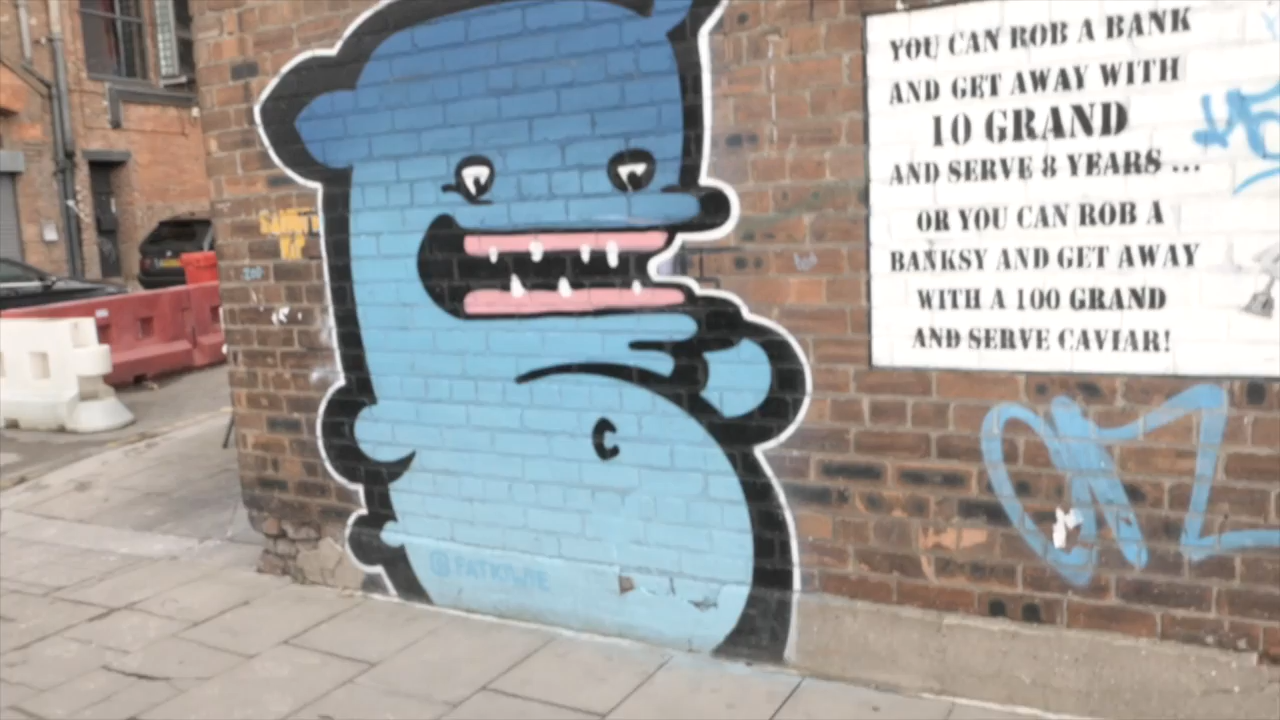 YOU CAN ROB A BANK
AND GET AWAY WITH
10 GRAND
AND SERVE 8 YEARS ...
OR YOU CAN ROB A
BANKSY AND GET AWAY
WITH A 100 GRAND
AND SERVE CAVIAR!